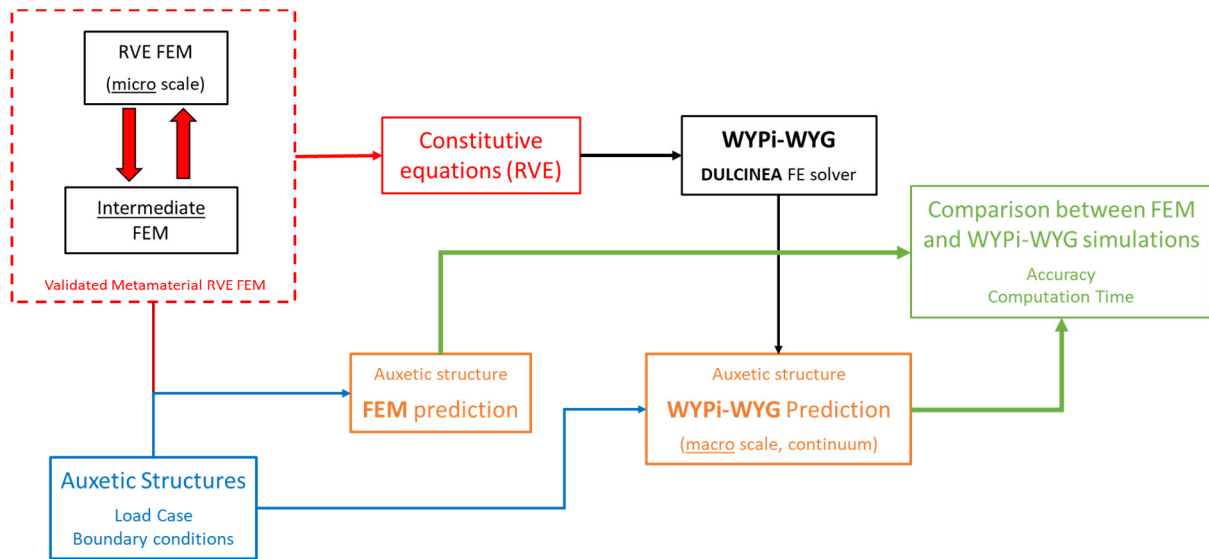 RVE FEM
(micro scale)
Intermediate
FEM
Validated Metamaterial RVE FEM
Constitutive
equations (RVE)
WYPi-WYG
DULCINEA FE solver
Comparison between FEM
and WYPi-WYG simulations
Accuracy
Computation Time
Auxetic structure
FEM prediction
Auxetic structure
WYPi-WYG Prediction
(macro scale, continuum)
Auxetic Structures
Load Case
Boundary conditions